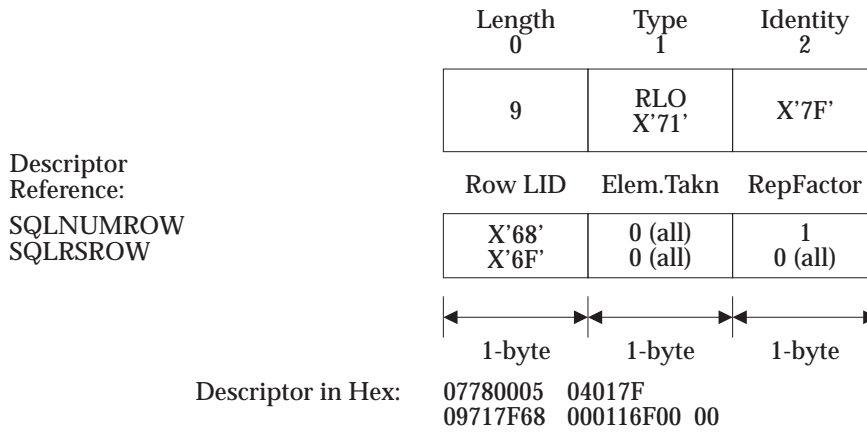 Length Type Identity
0 1 2
9 RLO X'71' X'7F'
Descriptor
Reference:
Row LID Elem.Takn RepFactor
SQLNUMROW X'68' 0 (all) 1
SQLRSROW X'6F' 0 (all) 0 (all)
1-byte 1-byte 1-byte
Descriptor in Hex: 07780005 04017F
09717F68 000116F00 00